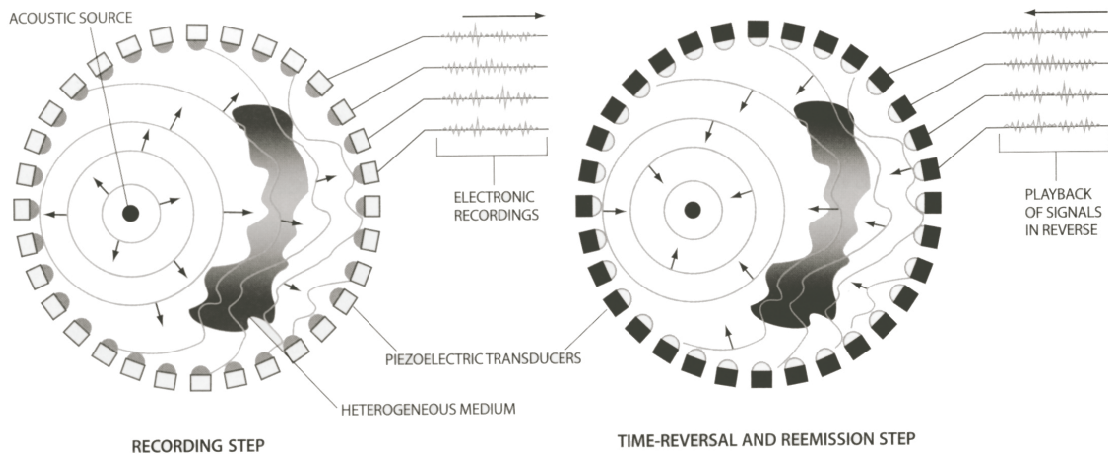 ACOUSTIC SOURCE
ELECTRONIC
RECORDINGS
PLAYBACK
OF SIGNALS
IN REVERSE
PIEZOELECTRIC TRANSDUCERS
HETEROGENEOUS MEDIUM
RECORDING STEP
TIME-REVERSAL AND REEMISSION STEP